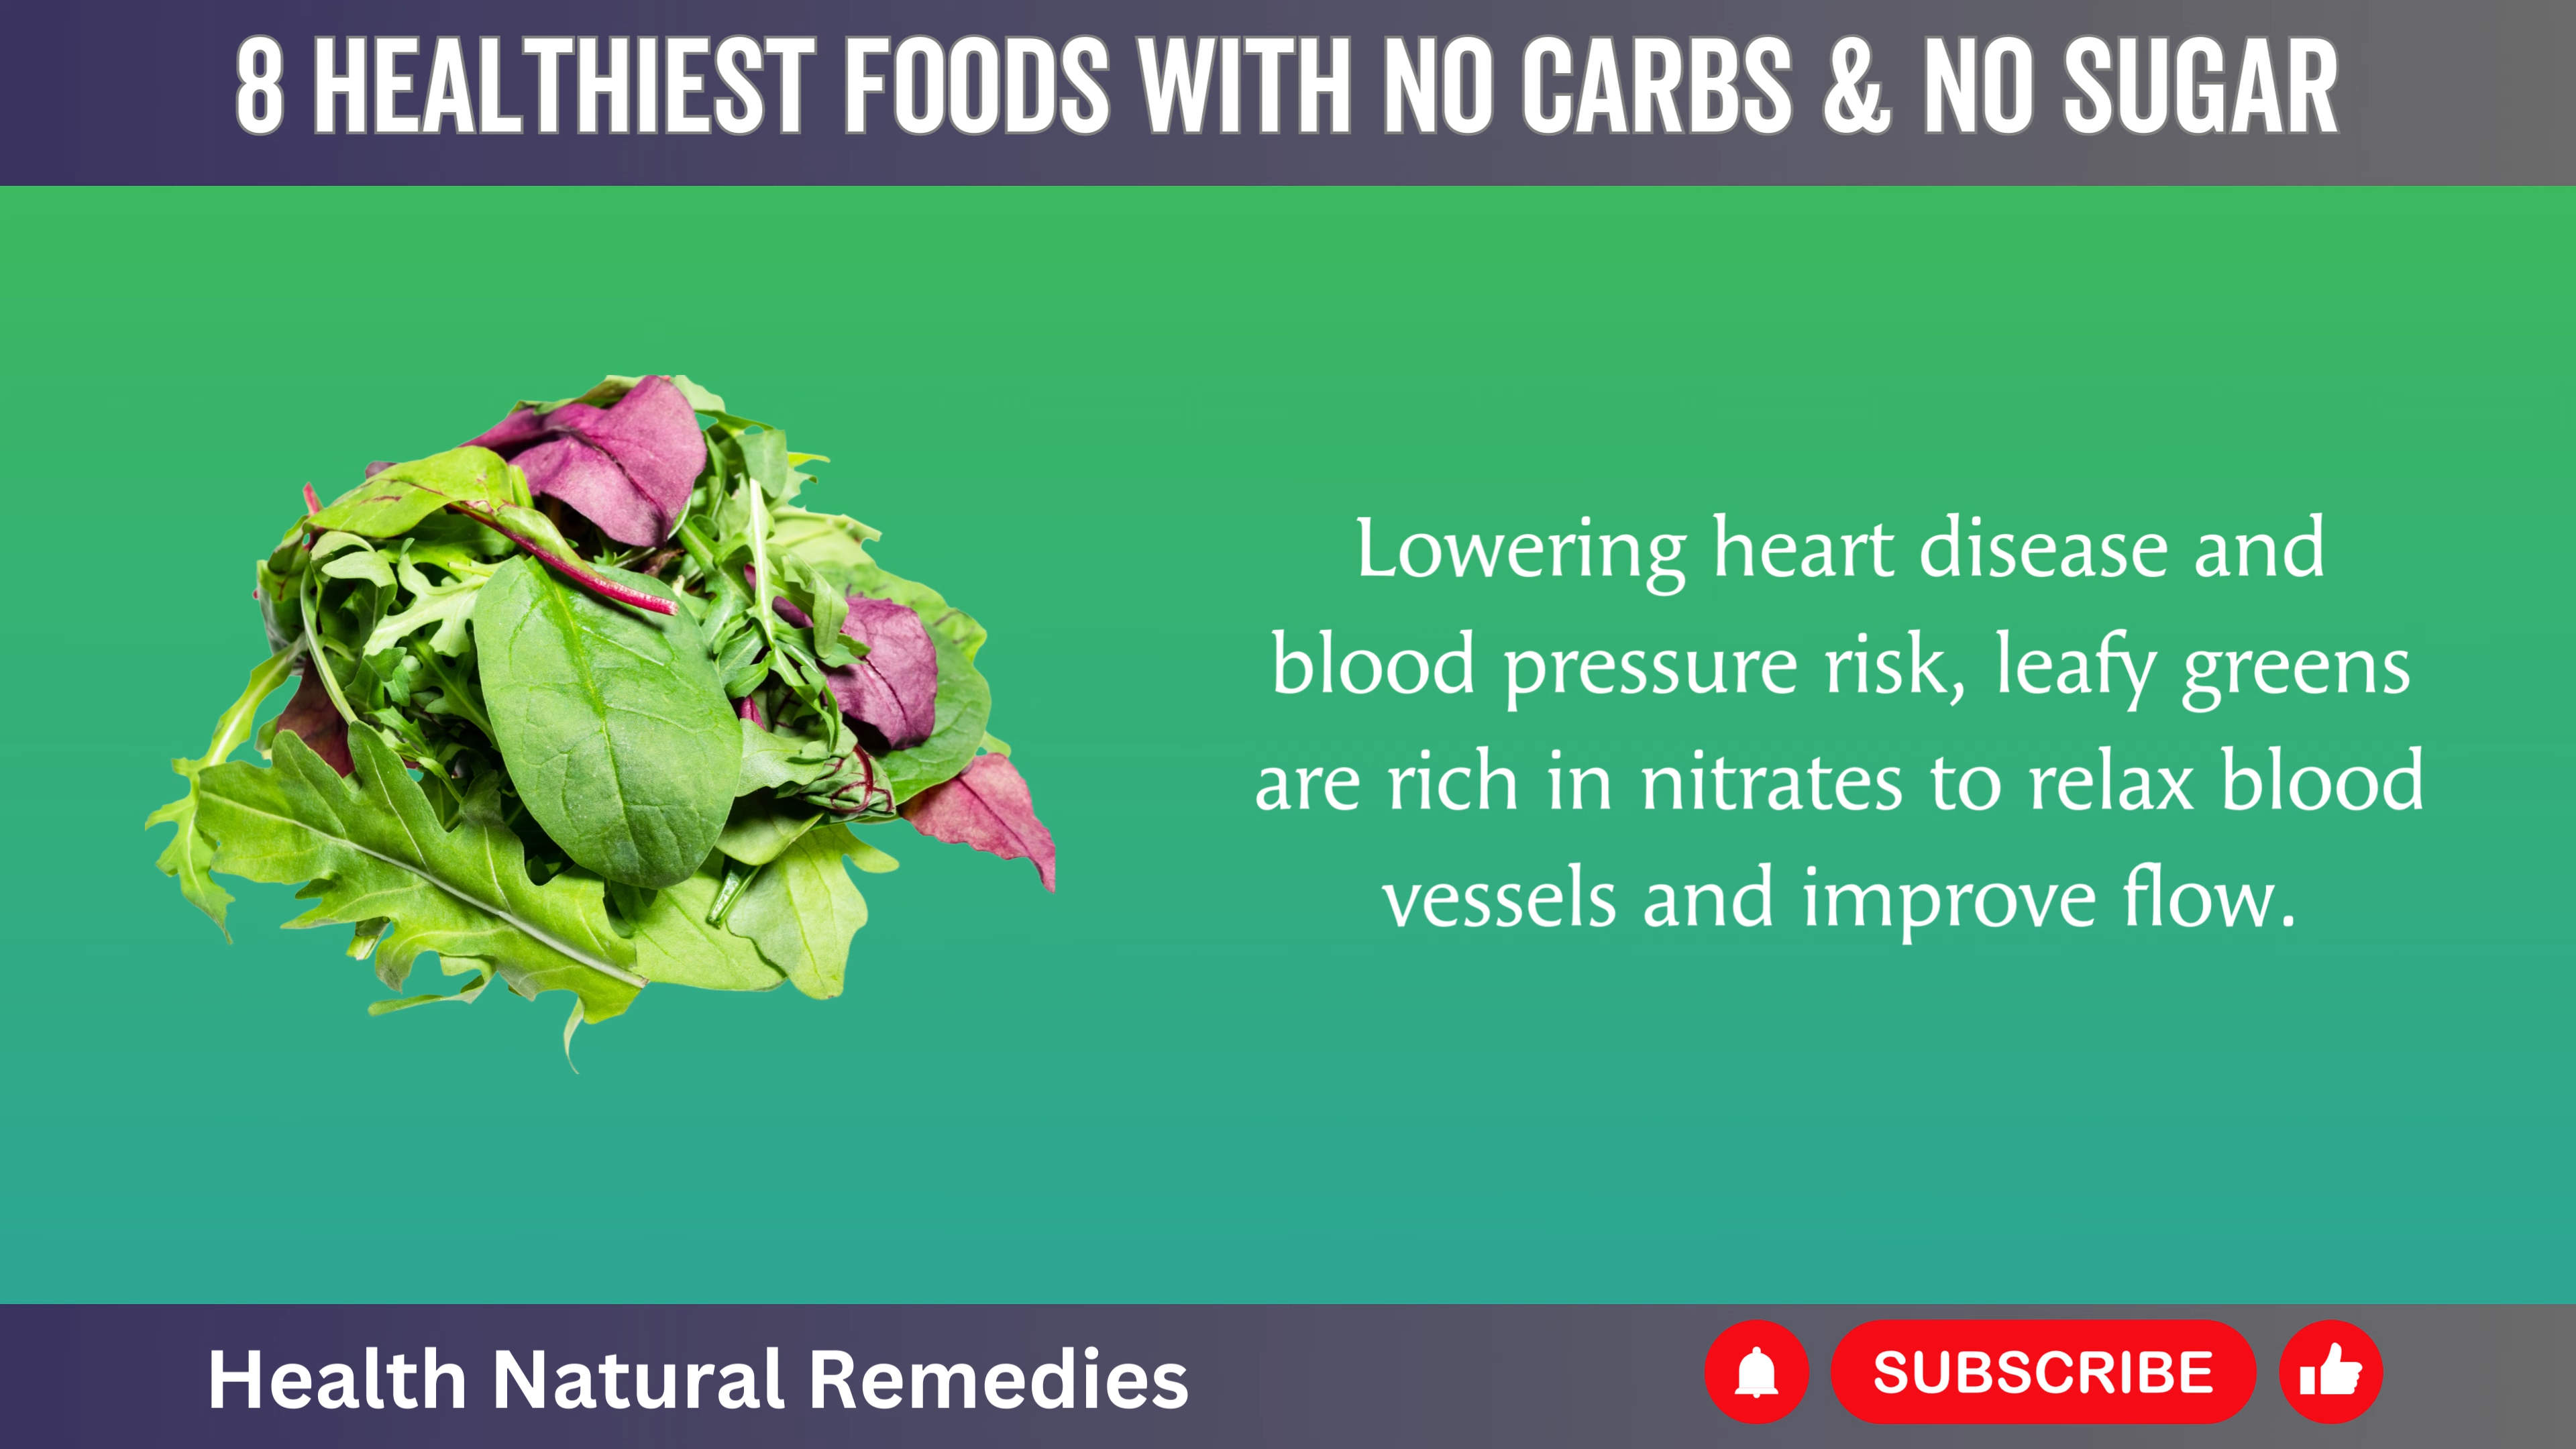 8 HEALTHIEST FOODS WITH NO CARBS & NO SUGAR
Lowering heart disease and
blood pressure risk, leafy greens
are rich in nitrates to relax blood
vessels and improve flow.
Health Natural Remedies
SUBSCRIBE